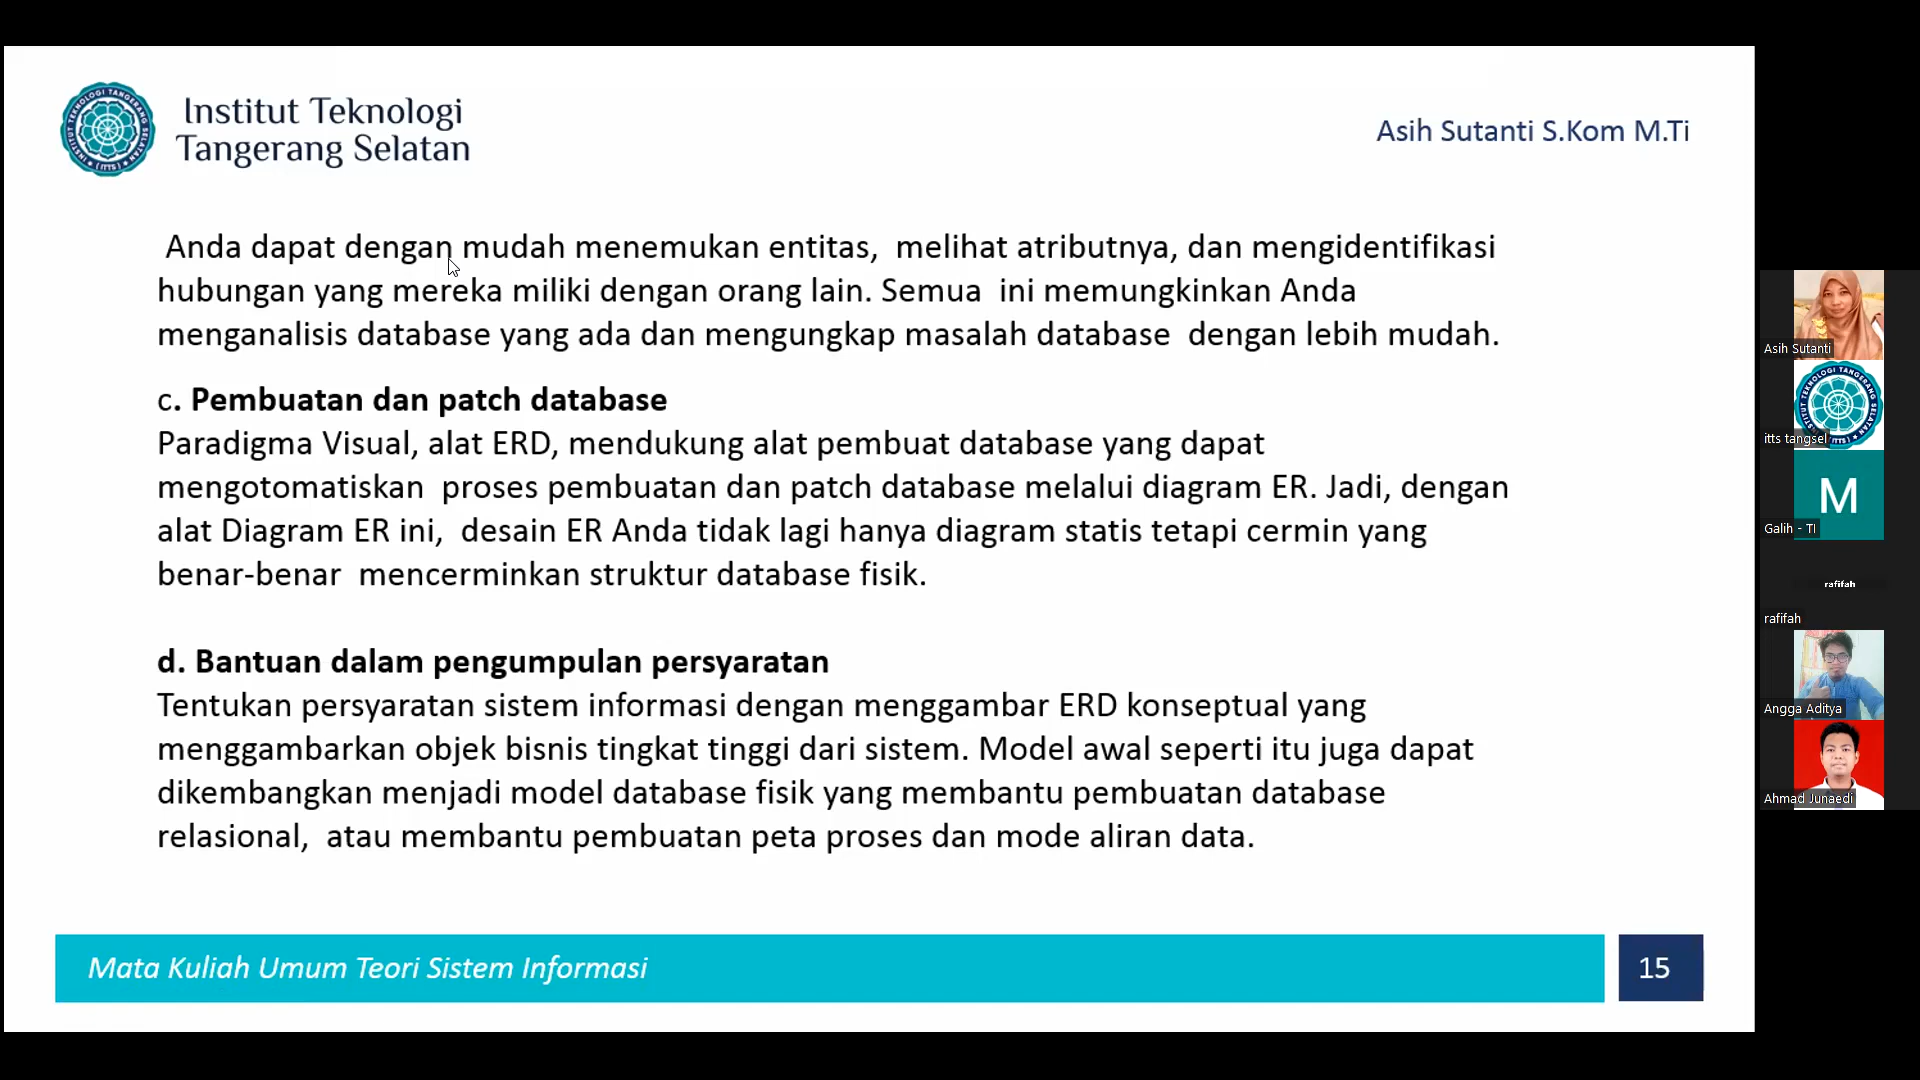 Institut Teknologi
Tangerang Selatan
Asih Sutanti S.Kom M.Ti
Anda dapat dengan mudah menemukan entitas, melihat atributnya, dan mengidentifikasi
hubungan yang mereka miliki dengan orang lain. Semua ini memungkinkan Anda
menganalisis database yang ada dan mengungkap masalah database dengan lebih mudah.
c. Pembuatan dan patch database
Paradigma Visual, alat ERD, mendukung alat pembuat database yang dapat
mengotomatiskan proses pembuatan dan patch database melalui diagram ER. Jadi, dengan
alat Diagram ER ini, desain ER Anda tidak lagi hanya diagram statis tetapi cermin yang
benar-benar mencerminkan struktur database fisik.
d. Bantuan dalam pengumpulan persyaratan
Tentukan persyaratan sistem informasi dengan menggambar ERD konseptual yang
menggambarkan objek bisnis tingkat tinggi dari sistem. Model awal seperti itu juga dapat
dikembangkan menjadi model database fisik yang membantu pembuatan database
relasional, atau membantu pembuatan peta proses dan mode aliran data.
Mata Kuliah Umum Teori Sistem Informasi
15
Asih Sutanti
itts tangsel
M
Galih - TI
rafifah
rafifah
Angga Aditya
Ahmad Junaedi